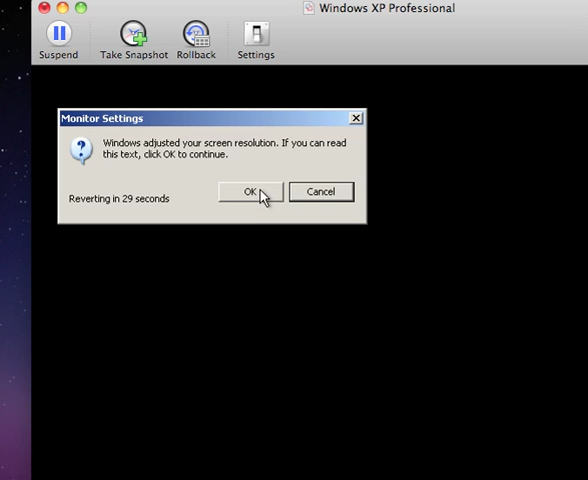 Windows XP Professional
Suspend
Take Snapshot
Rollback
Settings
Monitor Settings
Windows adjusted your screen resolution. If you can read
this text, click OK to continue.
Reverting in 29 seconds
OK
Cancel